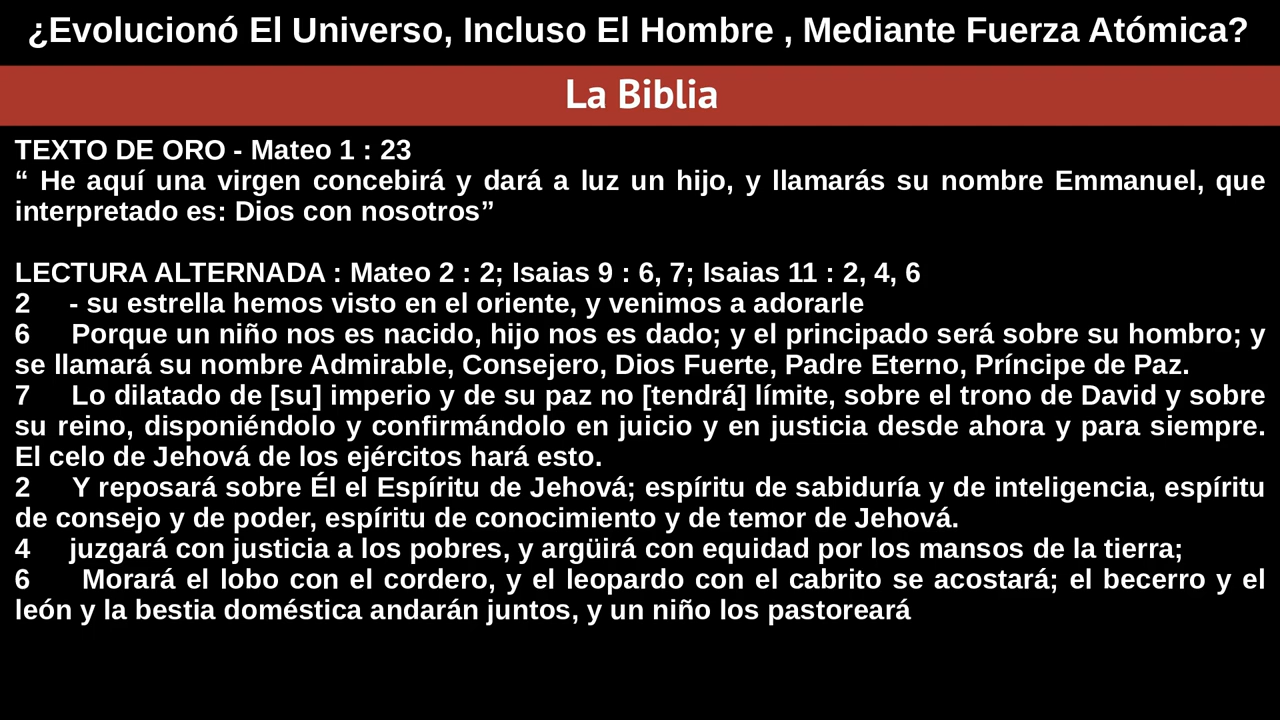 ¿Evolucionó El Universo, Incluso El Hombre , Mediante Fuerza Atómica?
La Biblia
TEXTO DE ORO - Mateo 1 : 23
“ He aquí una virgen concebirá y dará a luz un hijo, y llamarás su nombre Emmanuel, que
interpretado es: Dios con nosotros”
LECTURA ALTERNADA : Mateo 2 : 2; Isaias 9 : 6, 7; Isaias 11 : 2, 4, 6
2 - su estrella hemos visto en el oriente, y venimos a adorarle
6 Porque un niño nos es nacido, hijo nos es dado; y el principado será sobre su hombro; y
se llamará su nombre Admirable, Consejero, Dios Fuerte, Padre Eterno, Príncipe de Paz.
7 Lo dilatado de [su] imperio y de su paz no [tendrá] límite, sobre el trono de David y sobre
su reino, disponiéndolo y confirmándolo en juicio y en justicia desde ahora y para siempre.
El celo de Jehová de los ejércitos hará esto.
2 Y reposará sobre Él el Espíritu de Jehová; espíritu de sabiduría y de inteligencia, espíritu
de consejo y de poder, espíritu de conocimiento y de temor de Jehová.
4 juzgará con justicia a los pobres, y argüirá con equidad por los mansos de la tierra;
6 Morará el lobo con el cordero, y el leopardo con el cabrito se acostará; el becerro y el
león y la bestia doméstica andarán juntos, y un niño los pastoreará